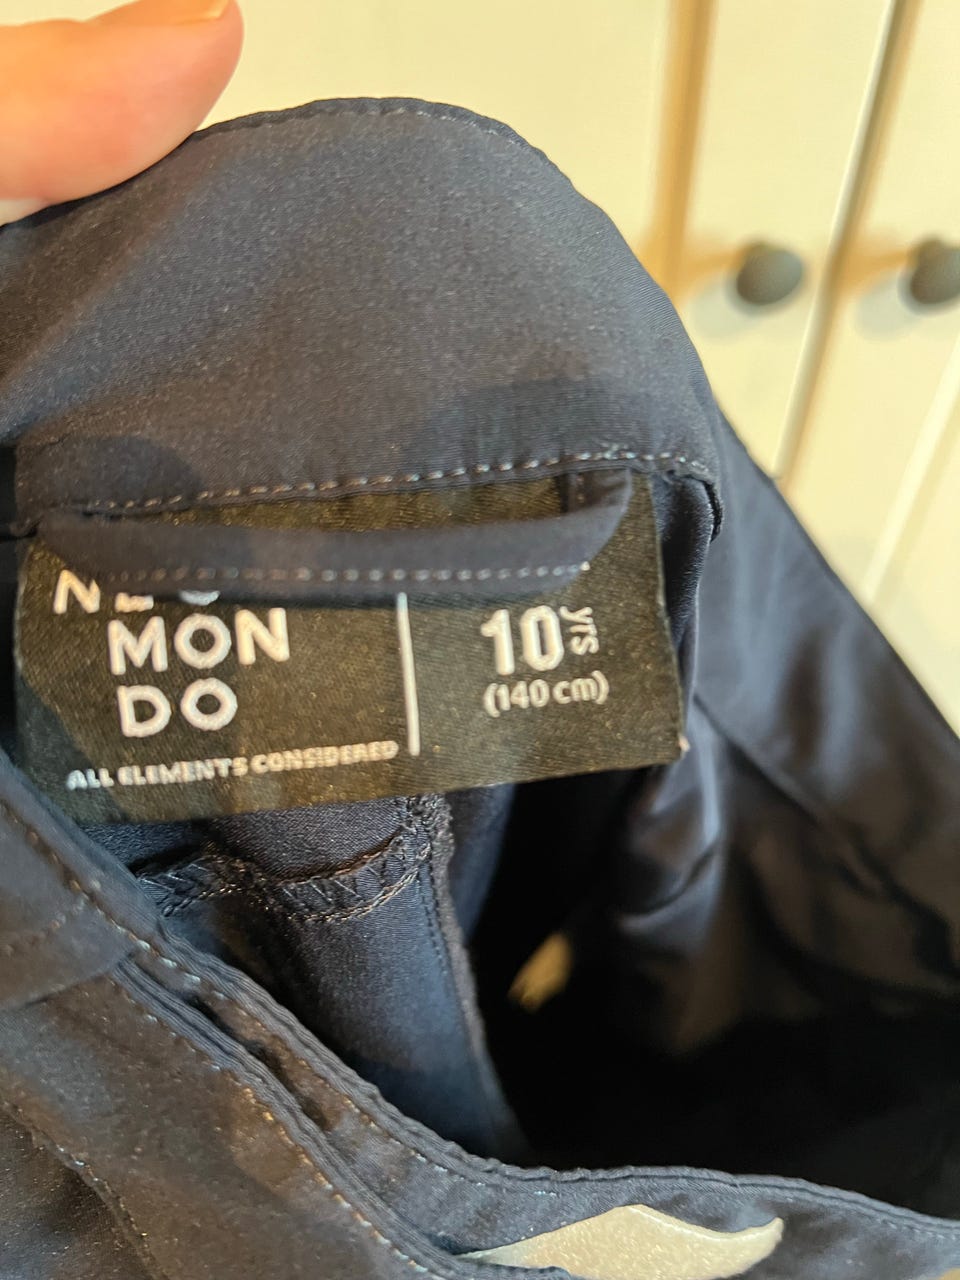 MON
DO
ALL ELEMENTS CONSIDERED
10 YRS
(140 cm)